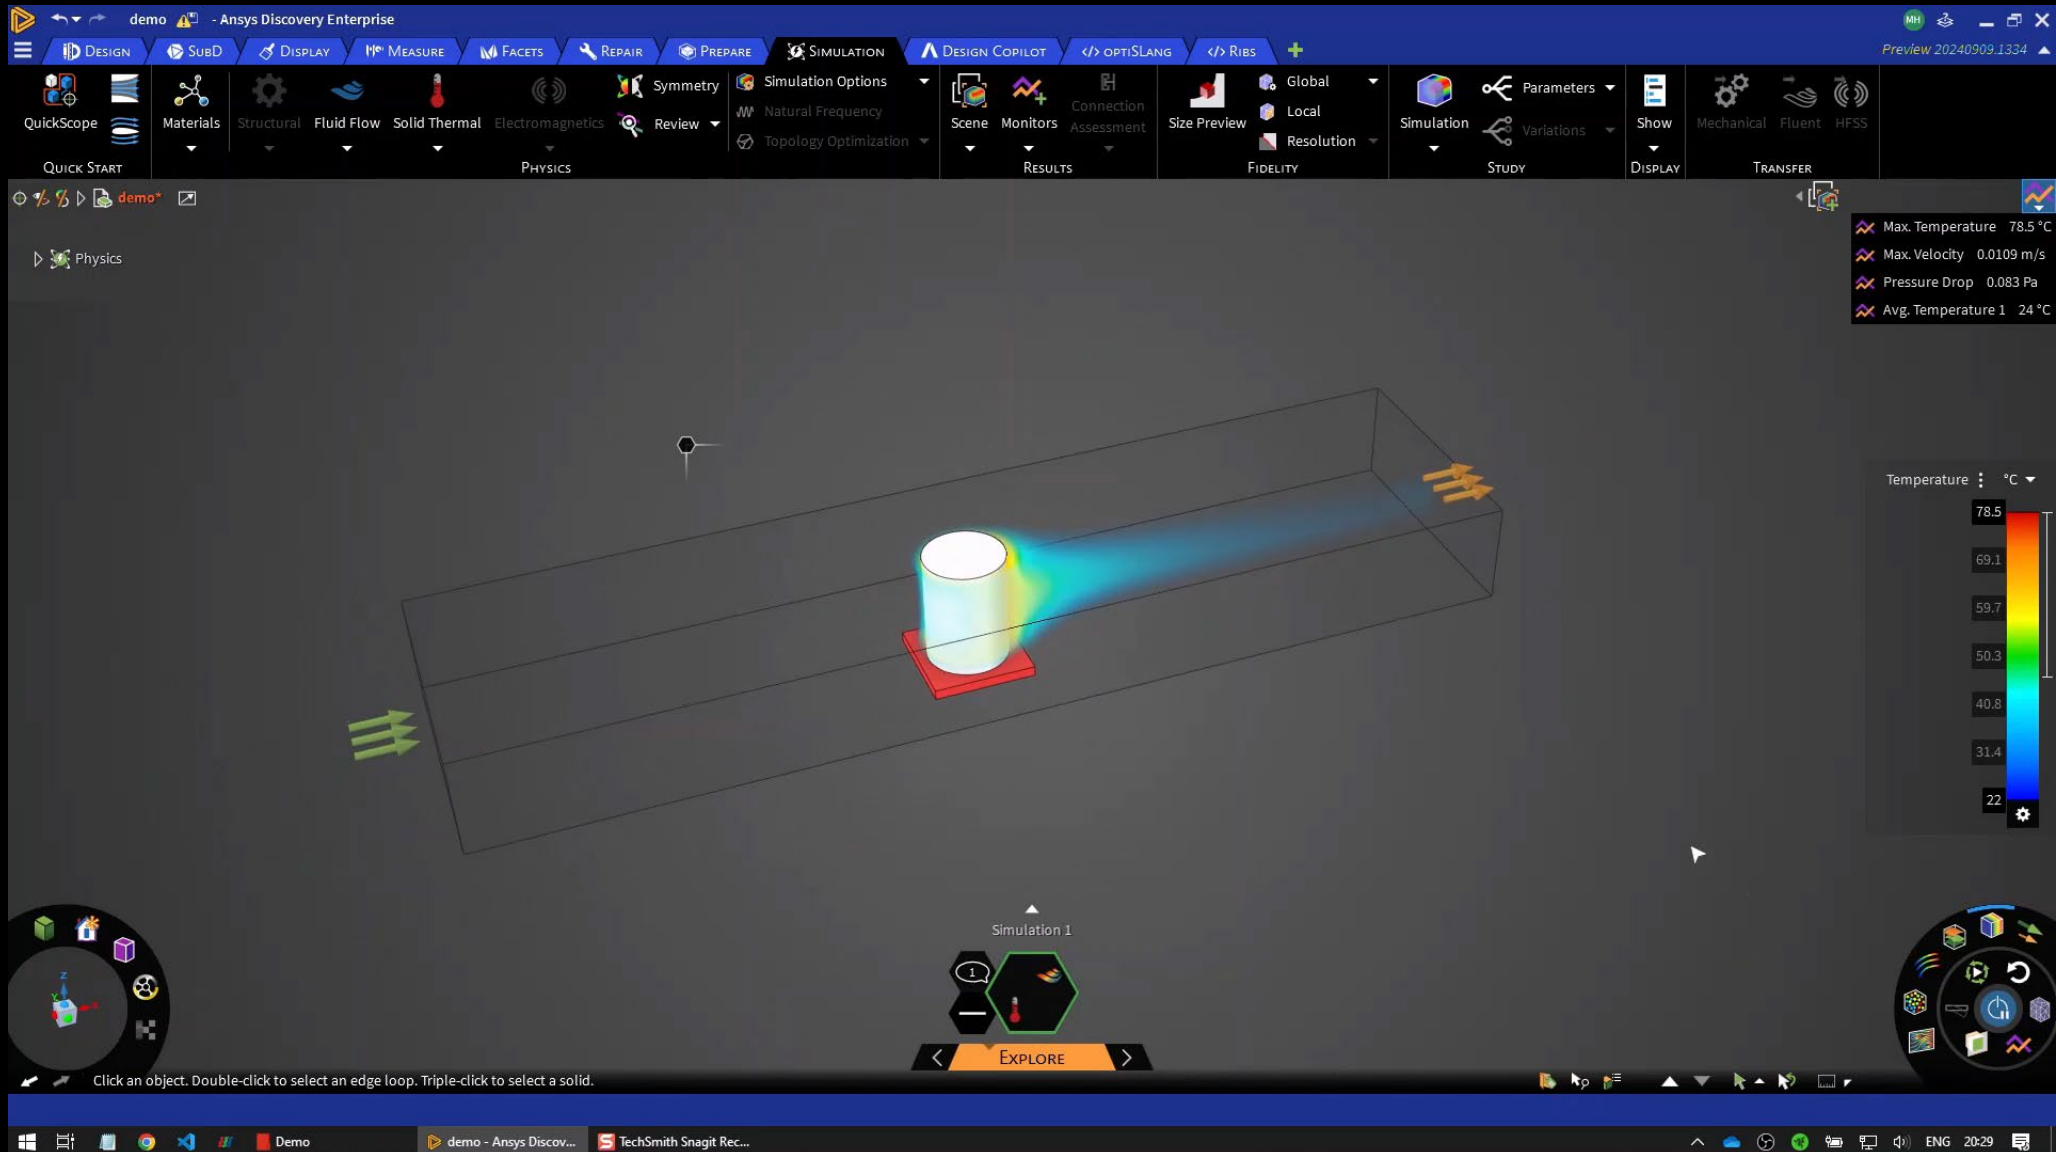 demo - Ansys Discovery Enterprise
MH
DESIGN SUBD DISPLAY MEASURE FACETS REPAIR PREPARE SIMULATION DESIGN COPILOT </> OPTISLANG </> RIBS
Preview 20240909.1334
QuickScope
Materials
Structural
Fluid Flow
Solid Thermal
Electromagnetics
Symmetry
Review
Simulation Options
Natural Frequency
Topology Optimization
Scene
Monitors
Connection
Assessment
Size Preview
Global
Local
Resolution
Simulation
Parameters
Variations
Show
Mechanical
Fluent
HFSS
QUICK START
PHYSICS
RESULTS
FIDELITY
STUDY
DISPLAY
TRANSFER
demo*
Physics
Max. Temperature 78.5 °C
Max. Velocity 0.0109 m/s
Pressure Drop 0.083 Pa
Avg. Temperature 1 24 °C
Temperature °C
78.5
69.1
59.7
50.3
40.8
31.4
22
Simulation 1
1
EXPLORE
Z
Y
X
Click an object. Double-click to select an edge loop. Triple-click to select a solid.
Demo
demo - Ansys Discov...
S TechSmith Snagit Rec...
ENG 20:29